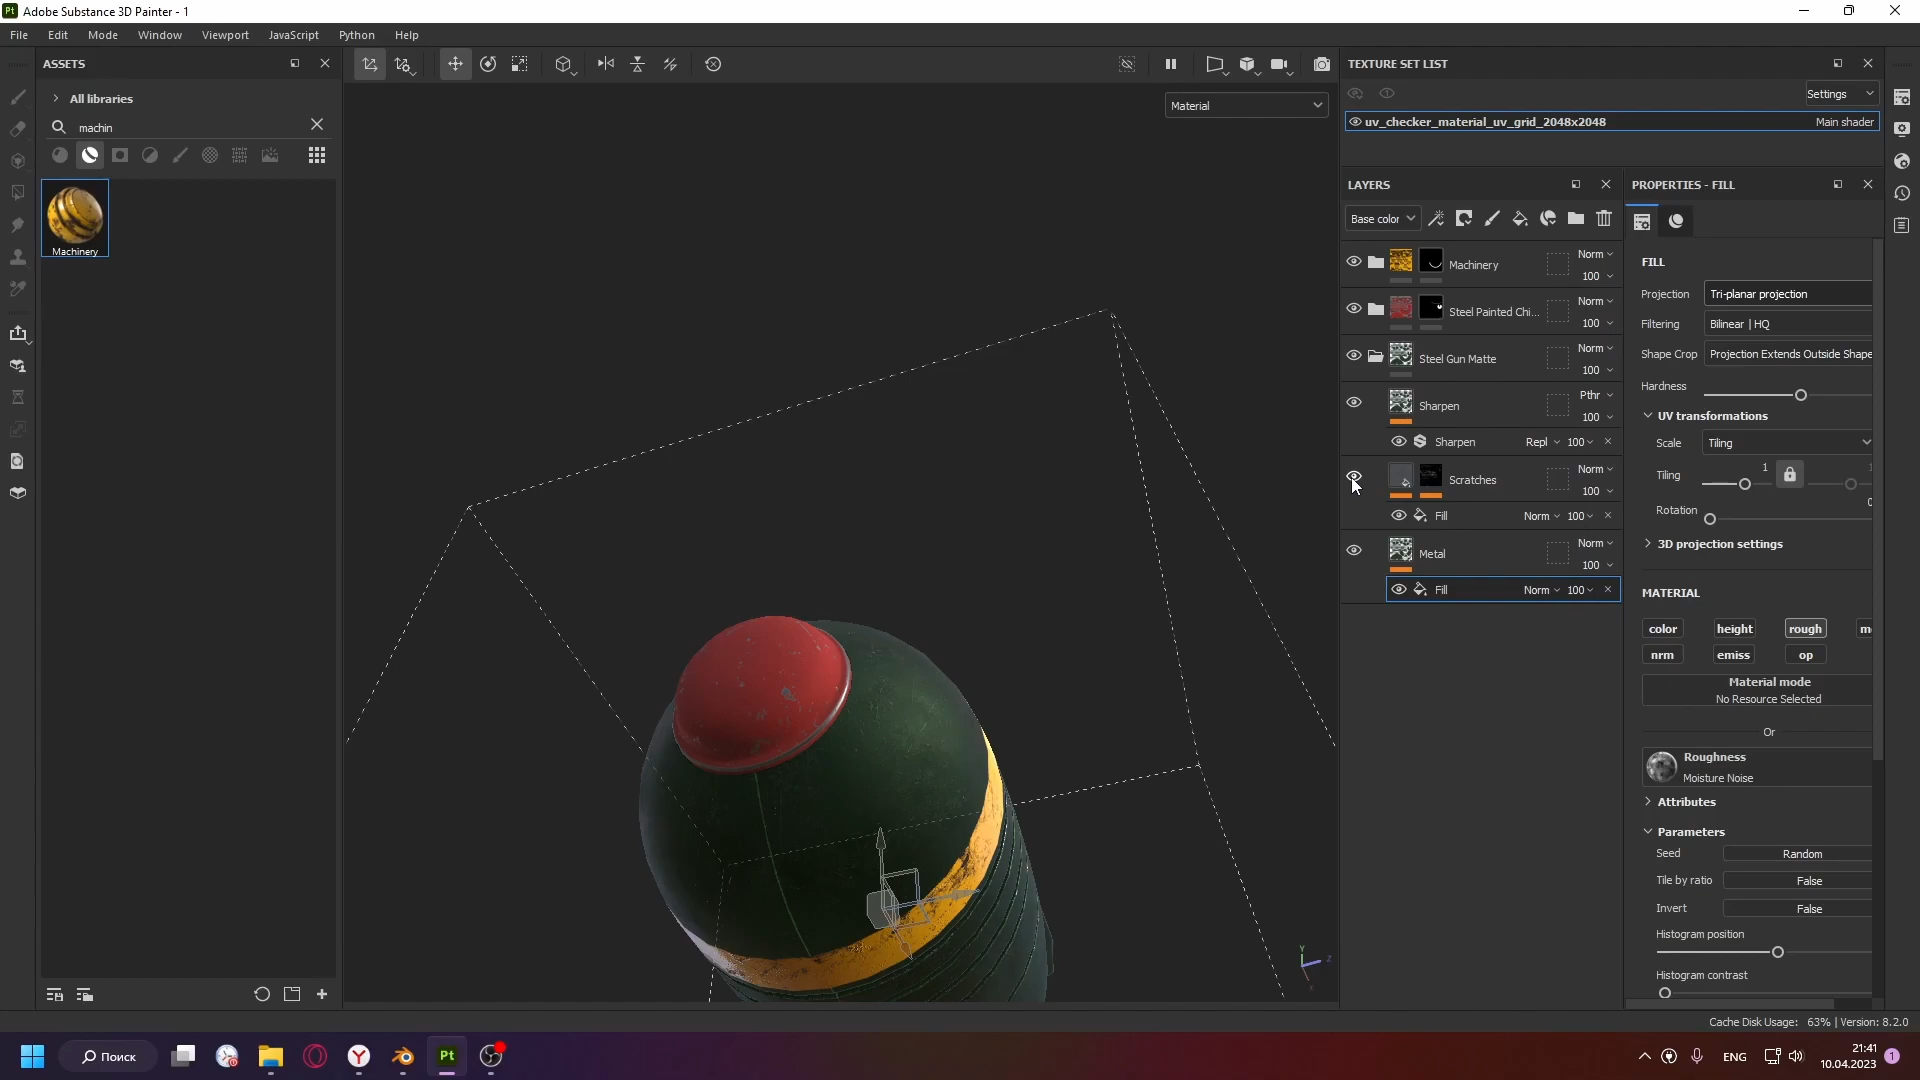 Adobe Substance 3D Painter - 1
File Edit Mode Window Viewport JavaScript Python Help
ASSETS
All libraries
machin
Machinery
Material
TEXTURE SET LIST
Settings
uv_checker_material_uv_grid_2048x2048 Main shader
LAYERS
Base color
Machinery Norm 100
Steel Painted Chi... Norm 100
Steel Gun Matte Norm 100
Sharpen Pthr 100
Sharpen Repl 100
Scratches Norm 100
Fill Norm 100
Metal Norm 100
Fill Norm 100
PROPERTIES - FILL
FILL
Projection Tri-planar projection
Filtering Bilinear | HQ
Shape Crop Projection Extends Outside Shape
Hardness
UV transformations
Scale Tiling
Tiling 1
Rotation
3D projection settings
MATERIAL
color height rough
nrm emiss op
Material mode
No Resource Selected
Or
Roughness
Moisture Noise
Attributes
Parameters
Seed Random
Tile by ratio False
Invert False
Histogram position
Histogram contrast
Y
Cache Disk Usage: 63% | Version: 8.2.0
Поиск
Pt
ENG
21:41
10.04.2023
1